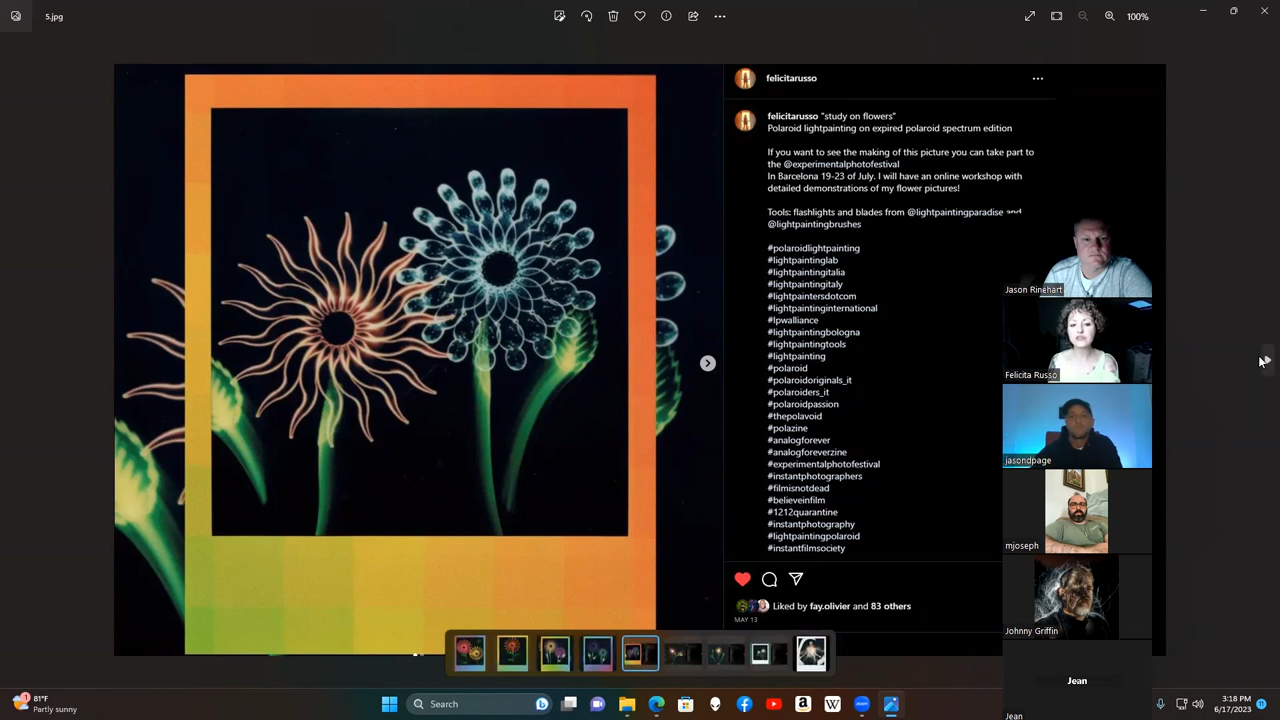 5.jpg
100%
felicitarusso
felicitarusso "study on flowers"
Polaroid lightpainting on expired polaroid spectrum edition
If you want to see the making of this picture you can take part to
the @experimentalphotofestival
In Barcelona 19-23 of July. I will have an online workshop with
detailed demonstrations of my flower pictures!
Tools: flashlights and blades from @lightpaintingparadise and
@lightpaintingbrushes
#polaroidlightpainting
#lightpaintinglab
#lightpaintingitalia
#lightpaintingitaly
#lightpaintersdotcom
#lightpaintinginternational
#lpwalliance
#lightpaintingbologna
#lightpaintingtools
#lightpainting
#polaroid
#polaroidoriginals_it
#polaroiders_it
#polaroidpassion
#thepolavoid
#polazine
#analogforever
#analogforeverzine
#experimentalphotofestival
#instantphotographers
#filmisnotdead
#believeinfilm
#1212quarantine
#instantphotography
#lightpaintingpolaroid
#instantfilmsociety
Liked by fay.olivier and 83 others
MAY 13
Jason Rinehart
Felicita Russo
jasondpage
mjoseph
Johnny Griffin
Jean
Jean
1
81°F
Partly sunny
Search
zoom
3:18 PM
6/17/2023